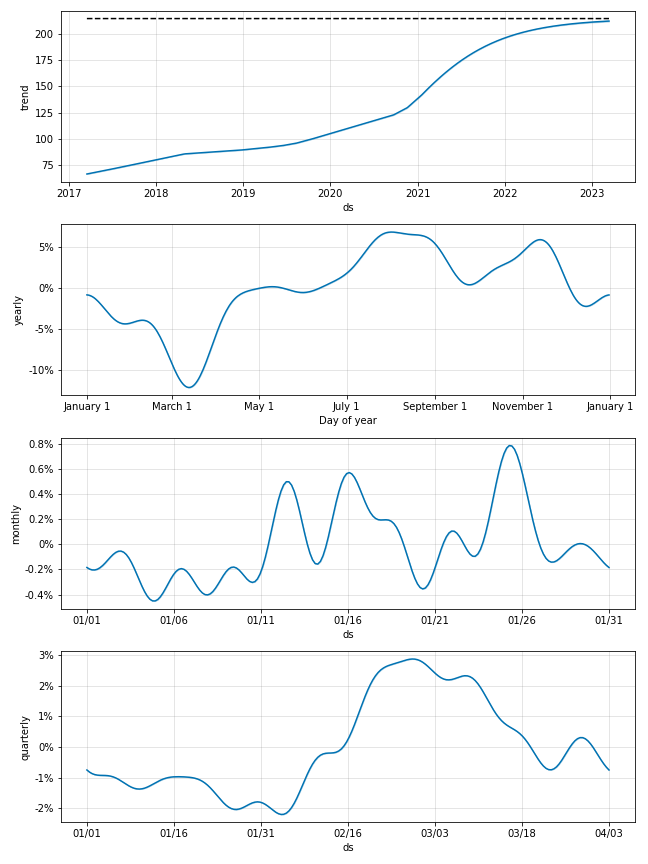 200
175
150
125
100
75
trend
2017 2018 2019 2020 2021 2022 2023
ds
5%
0%
-5%
-10%
yearly
January 1 March 1 May 1 July 1 September 1 November 1 January 1
Day of year
0.8%
0.6%
0.4%
0.2%
0%
-0.2%
-0.4%
monthly
01/01 01/06 01/11 01/16 01/21 01/26 01/31
ds
3%
2%
1%
0%
-1%
-2%
quarterly
01/01 01/16 01/31 02/16 03/03 03/18 04/03
ds